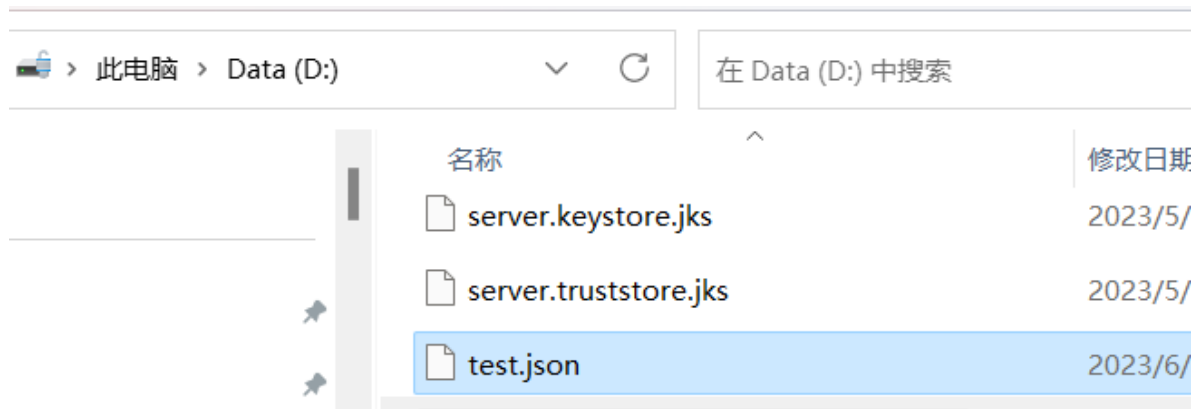 此电脑 > Data (D:)
在 Data (D:) 中搜索
名称 修改日期
server.keystore.jks 2023/5/
server.truststore.jks 2023/5/
test.json 2023/6/